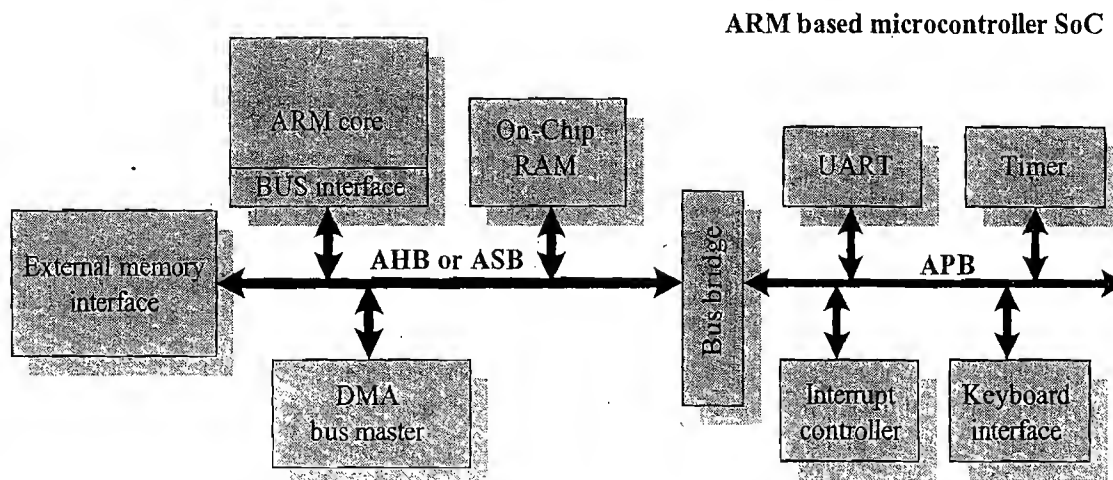 ARM based microcontroller SoC
ARM core
BUS interface
On-Chip
RAM
UART
Timer
External memory
interface
AHB or ASB
Bus bridge
APB
DMA
bus master
Interrupt
controller
Keyboard
interface